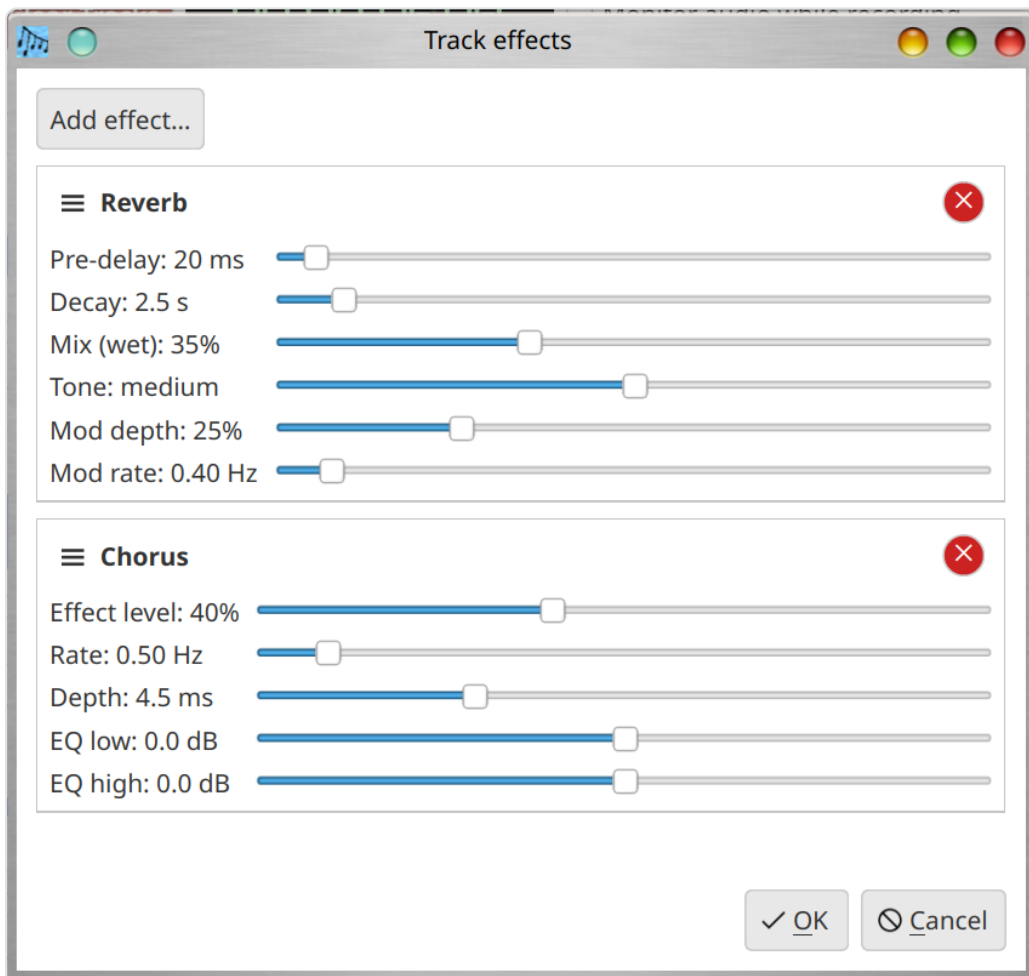 Track effects
Add effect...
Reverb
Pre-delay: 20 ms
Decay: 2.5 s
Mix (wet): 35%
Tone: medium
Mod depth: 25%
Mod rate: 0.40 Hz
Chorus
Effect level: 40%
Rate: 0.50 Hz
Depth: 4.5 ms
EQ low: 0.0 dB
EQ high: 0.0 dB
OK
Cancel